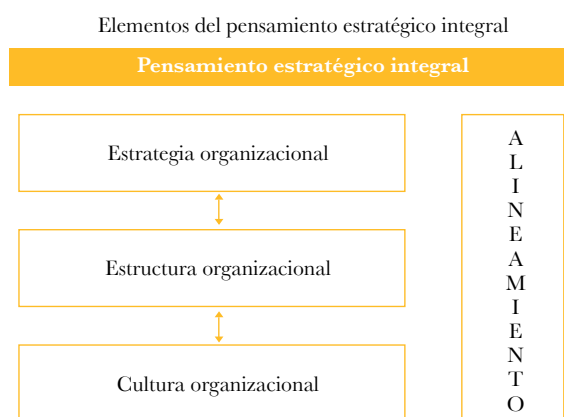 Elementos del pensamiento estratégico integral
Pensamiento estratégico integral
Estrategia organizacional
Estructura organizacional
Cultura organizacional
A
L
I
N
E
A
M
I
E
N
T
O